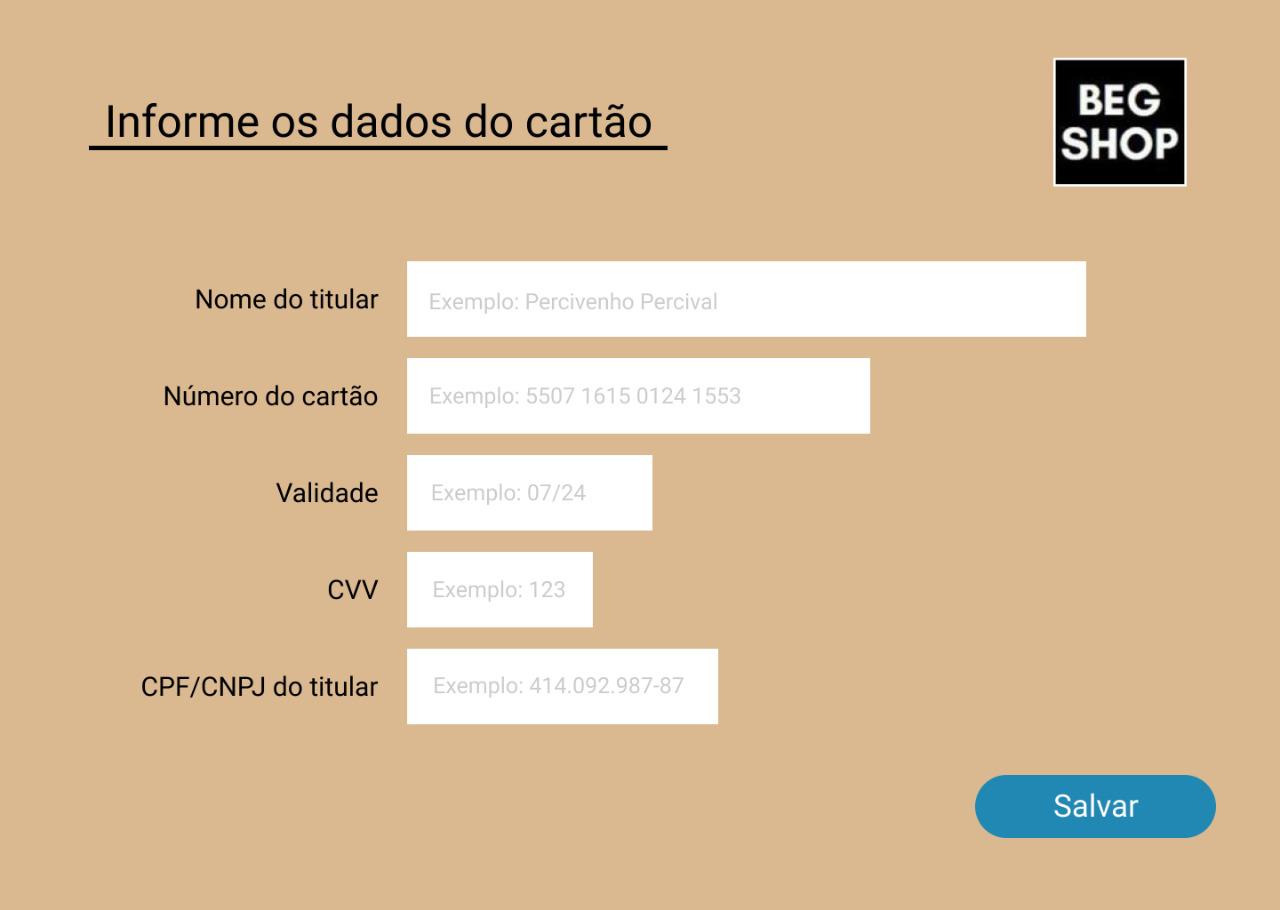 Informe os dados do cartão
BEG
SHOP
Nome do titular
Exemplo: Percivenho Percival
Número do cartão
Exemplo: 5507 1615 0124 1553
Validade
Exemplo: 07/24
CVV
Exemplo: 123
CPF/CNPJ do titular
Exemplo: 414.092.987-87
Salvar